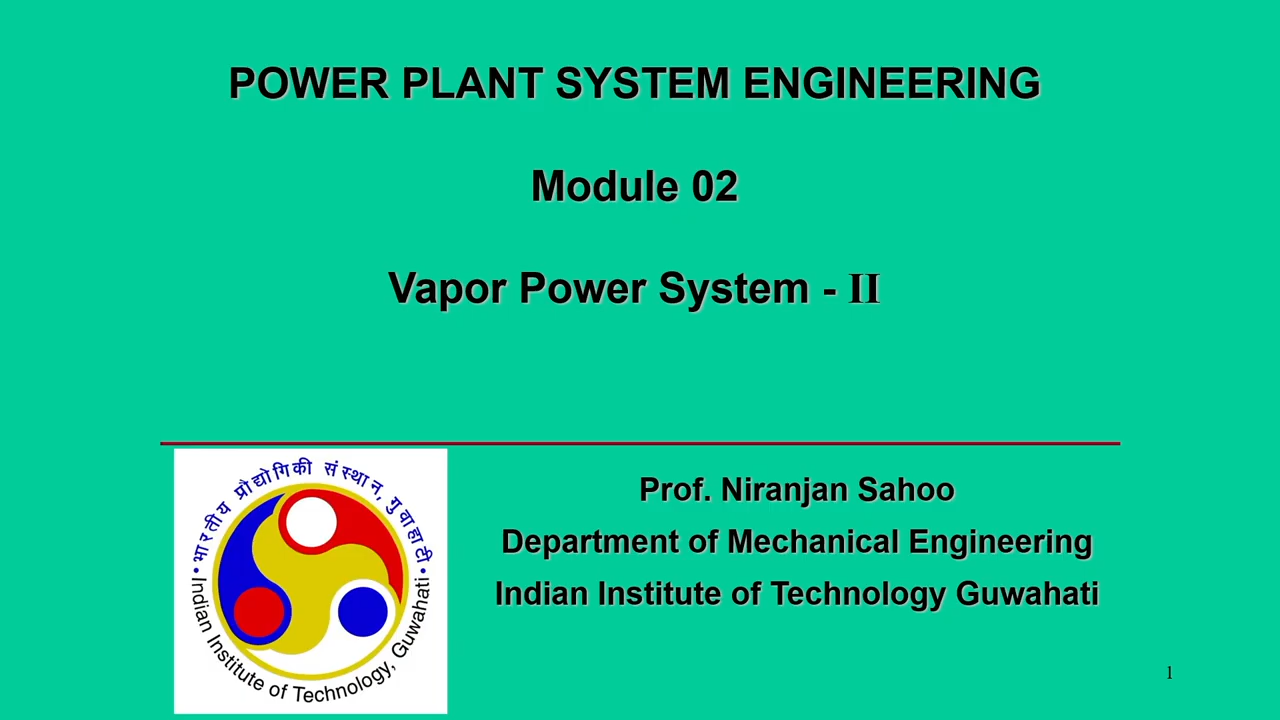 POWER PLANT SYSTEM ENGINEERING
Module 02
Vapor Power System - II
भारतीय प्रौद्योगिकी संस्थान, गुवाहाटी
Indian Institute of Technology, Guwahati
Prof. Niranjan Sahoo
Department of Mechanical Engineering
Indian Institute of Technology Guwahati
1